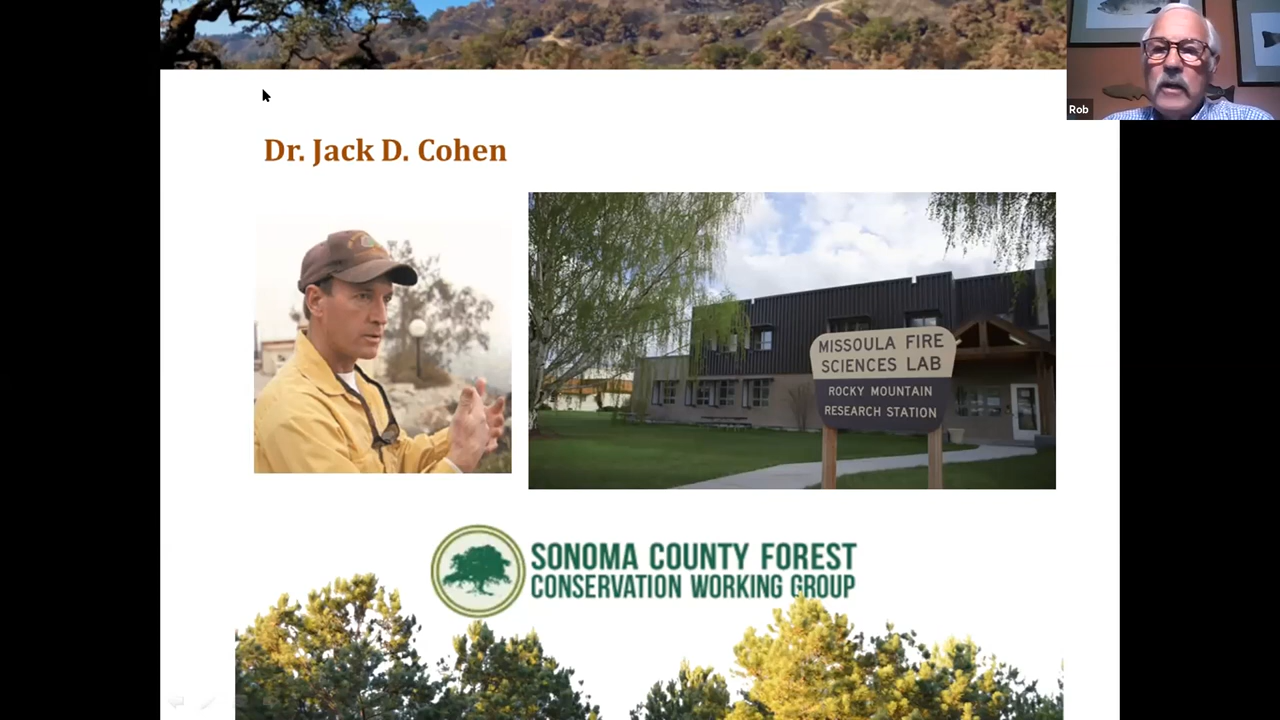 Rob
Dr. Jack D. Cohen
MISSOULA FIRE
SCIENCES LAB
ROCKY MOUNTAIN
RESEARCH STATION
SONOMA COUNTY FOREST
CONSERVATION WORKING GROUP